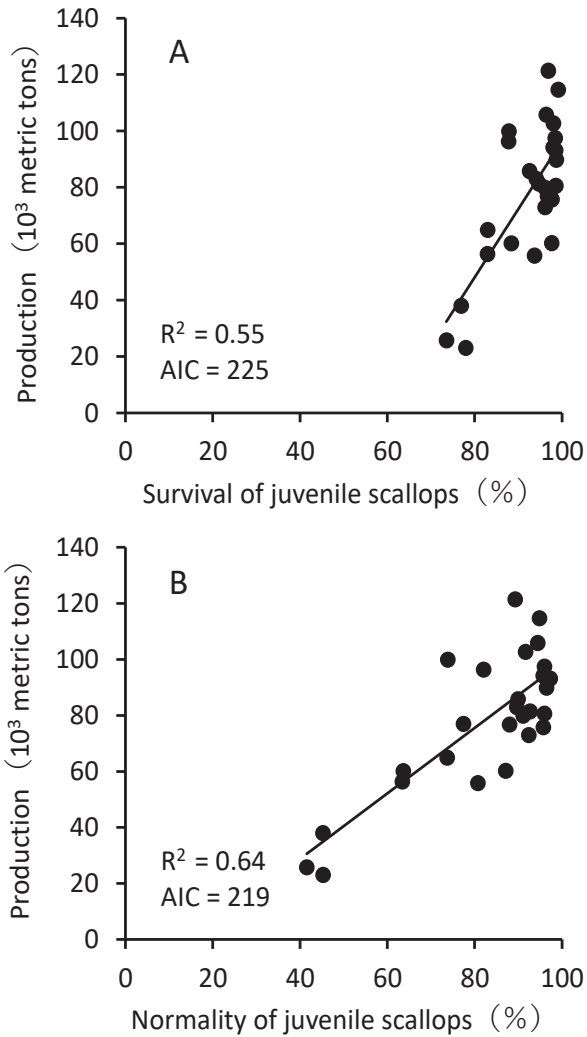 A
Production（10³ metric tons）
140
120
100
80
60
40
20
0
R² = 0.55
AIC = 225
0 20 40 60 80 100
Survival of juvenile scallops（%）
B
Production（10³ metric tons）
140
120
100
80
60
40
20
0
R² = 0.64
AIC = 219
0 20 40 60 80 100
Normality of juvenile scallops（%）